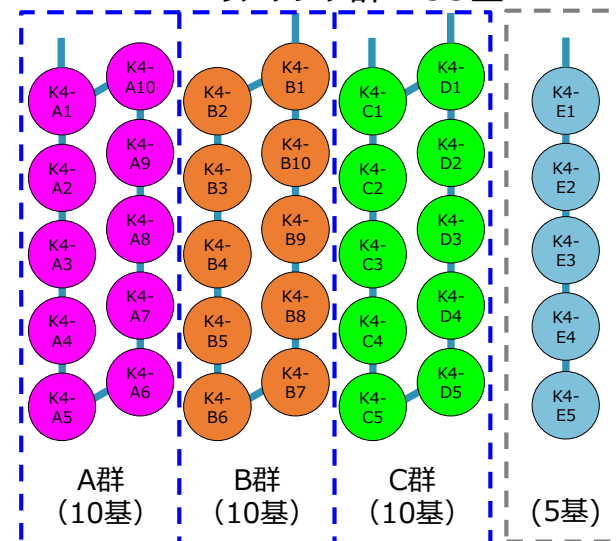 K4-
A1
K4-
A10
K4-
A2
K4-
A9
K4-
A3
K4-
A8
K4-
A4
K4-
A7
K4-
A5
K4-
A6
A群
(10基)
K4-
B2
K4-
B1
K4-
B3
K4-
B10
K4-
B4
K4-
B9
K4-
B5
K4-
B8
K4-
B6
K4-
B7
B群
(10基)
K4-
C1
K4-
D1
K4-
C2
K4-
D2
K4-
C3
K4-
D3
K4-
C4
K4-
D4
K4-
C5
K4-
D5
C群
(10基)
K4-
E1
K4-
E2
K4-
E3
K4-
E4
K4-
E5
(5基)